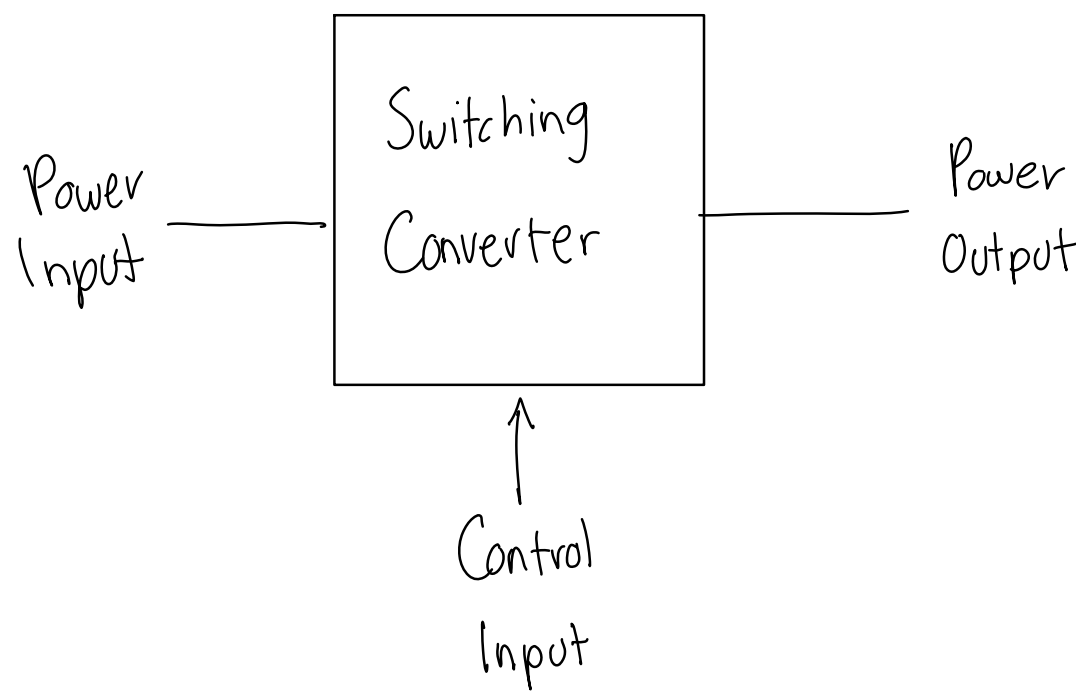 Switching
Converter
Power
Input
Power
Output
Control
Input